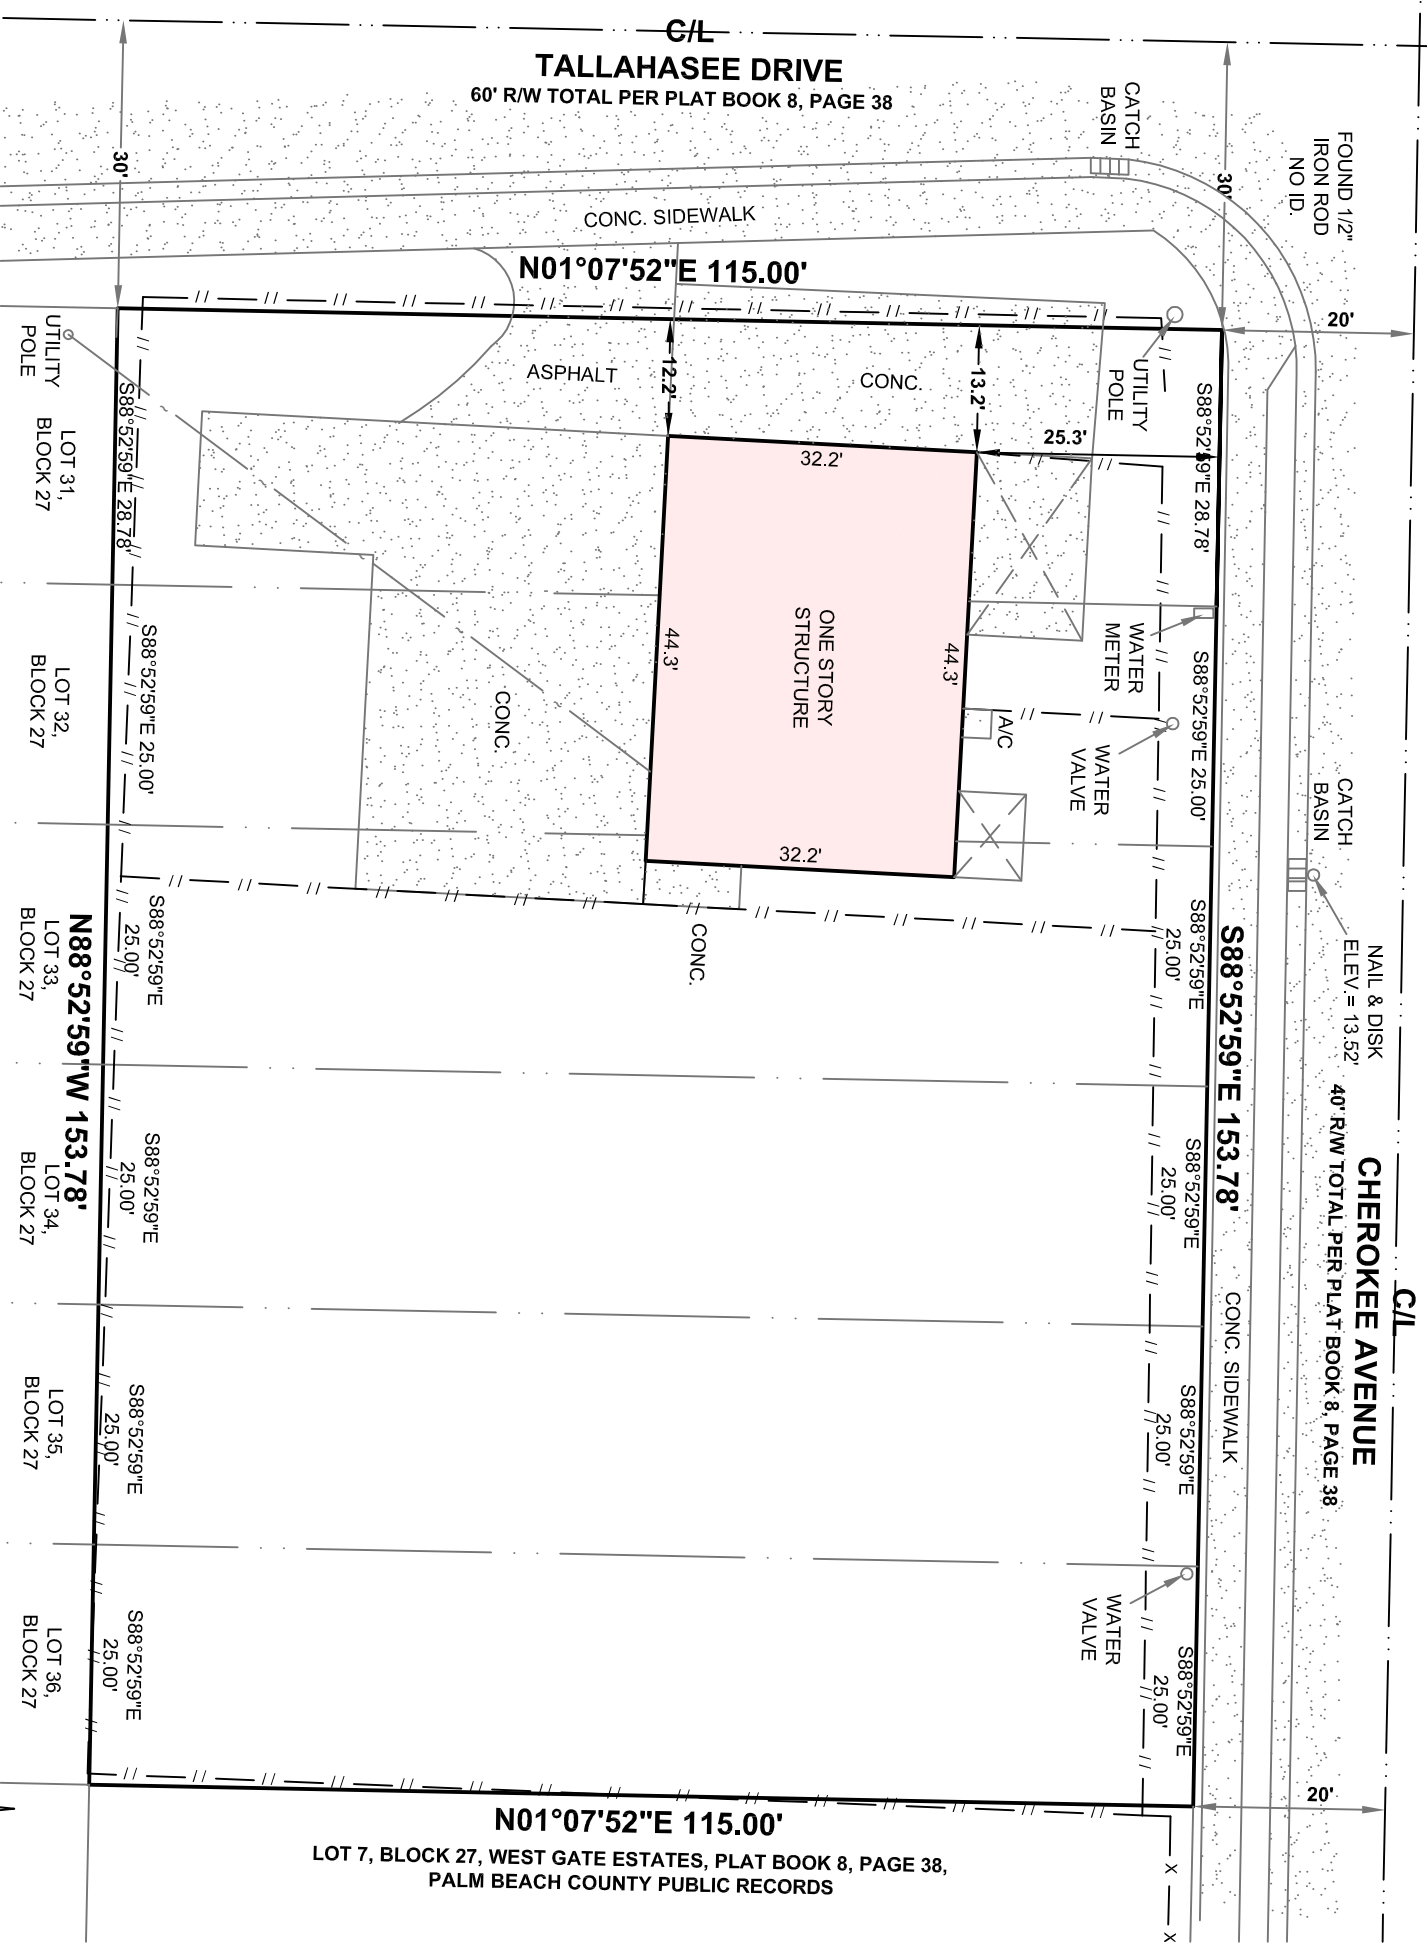 C/L
TALLAHASEE DRIVE
60' R/W TOTAL PER PLAT BOOK 8, PAGE 38
CATCH
BASIN
FOUND 1/2"
IRON ROD
NO ID.
30'
30'
CONC. SIDEWALK
N01°07'52"E 115.00'
20'
UTILITY
POLE
UTILITY
POLE
ASPHALT
CONC.
12.2'
13.2'
25.3'
S88°52'59"E 28.78'
S88°52'59"E 28.78'
LOT 31,
BLOCK 27
32.2'
ONE STORY
STRUCTURE
44.3'
44.3'
32.2'
WATER
METER
A/C
WATER
VALVE
S88°52'59"E 25.00'
S88°52'59"E 25.00'
LOT 32,
BLOCK 27
CONC.
CONC.
CATCH
BASIN
NAIL & DISK
ELEV.= 13.52'
S88°52'59"E
25.00'
S88°52'59"E
25.00'
LOT 33,
BLOCK 27
N88°52'59"W 153.78'
S88°52'59"E 153.78'
C/L
CHEROKEE AVENUE
40' R/W TOTAL PER PLAT BOOK 8, PAGE 38
CONC. SIDEWALK
S88°52'59"E
25.00'
S88°52'59"E
25.00'
LOT 34,
BLOCK 27
S88°52'59"E
25.00'
S88°52'59"E
25.00'
LOT 35,
BLOCK 27
WATER
VALVE
S88°52'59"E
25.00'
S88°52'59"E
25.00'
LOT 36,
BLOCK 27
20'
N01°07'52"E 115.00'
LOT 7, BLOCK 27, WEST GATE ESTATES, PLAT BOOK 8, PAGE 38,
PALM BEACH COUNTY PUBLIC RECORDS
X
X